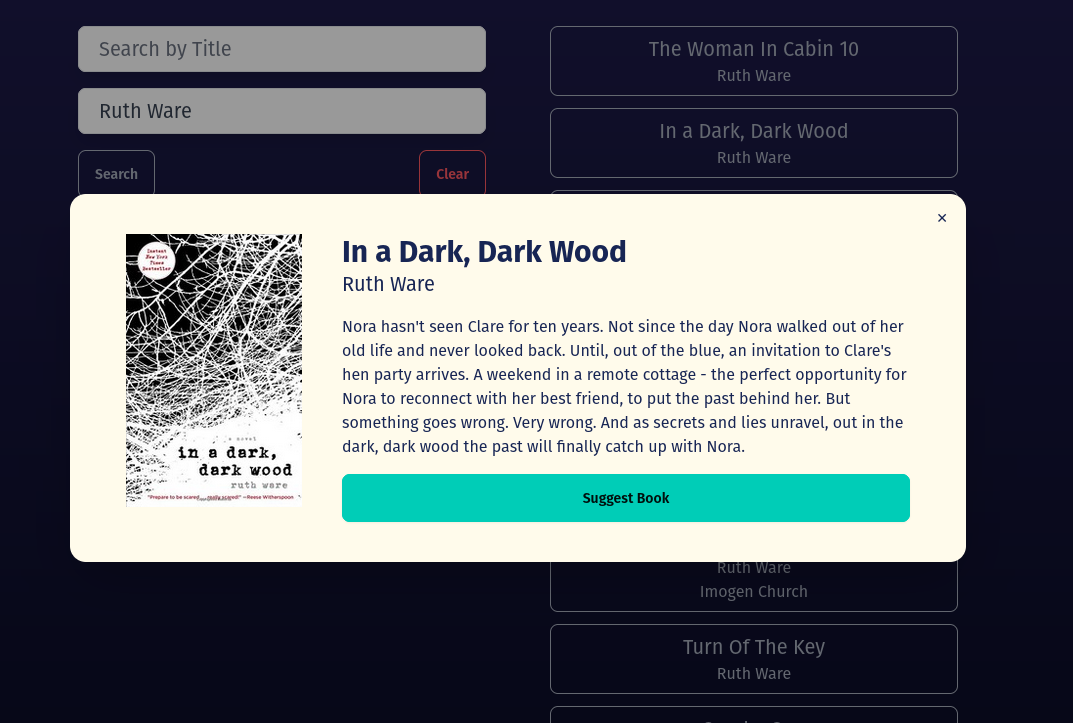 Search by Title
Ruth Ware
Search
Clear
The Woman In Cabin 10
Ruth Ware
In a Dark, Dark Wood
Ruth Ware
×
Instant
New York
Times
Bestseller
a novel
in a dark,
dark wood
ruth ware
"Prepare to be scared... really scared!" —Reese Witherspoon
In a Dark, Dark Wood
Ruth Ware
Nora hasn't seen Clare for ten years. Not since the day Nora walked out of her
old life and never looked back. Until, out of the blue, an invitation to Clare's
hen party arrives. A weekend in a remote cottage - the perfect opportunity for
Nora to reconnect with her best friend, to put the past behind her. But
something goes wrong. Very wrong. And as secrets and lies unravel, out in the
dark, dark wood the past will finally catch up with Nora.
Suggest Book
Ruth Ware
Imogen Church
Turn Of The Key
Ruth Ware